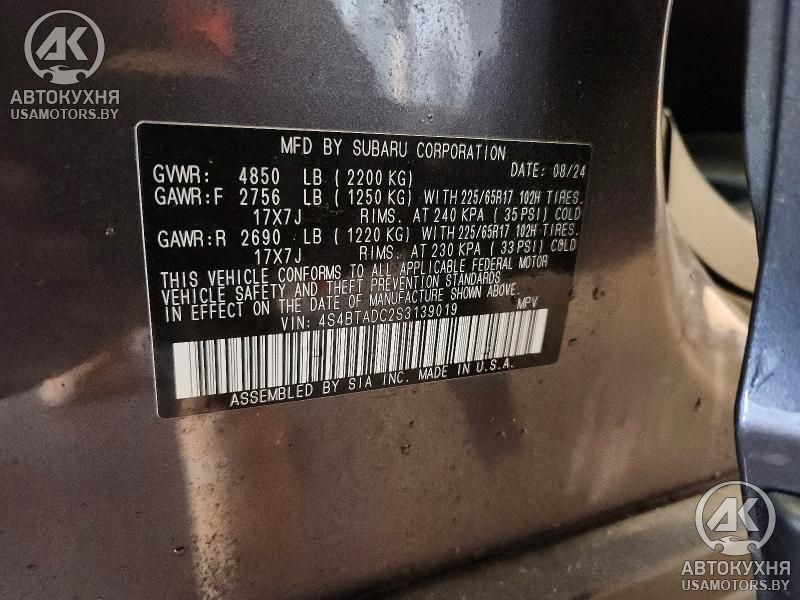 АК
АВТОКУХНЯ
USAMOTORS.BY
MFD BY SUBARU CORPORATION
GVWR: 4850 LB ( 2200 KG) DATE: 08/24
GAWR:F 2756 LB ( 1250 KG) WITH 225/65R17 102H TIRES.
17X7J RIMS. AT 240 KPA ( 35 PSI) COLD
GAWR:R 2690 LB ( 1220 KG) WITH 225/65R17 102H TIRES.
17X7J RIMS. AT 230 KPA ( 33 PSI) COLD
THIS VEHICLE CONFORMS TO ALL APPLICABLE FEDERAL MOTOR
VEHICLE SAFETY AND THEFT PREVENTION STANDARDS
IN EFFECT ON THE DATE OF MANUFACTURE SHOWN ABOVE.
VIN: 4S4BTADC2S3139019 MPV
ASSEMBLED BY SIA INC. MADE IN U.S.A.
АК
АВТОКУХНЯ
USAMOTORS.BY